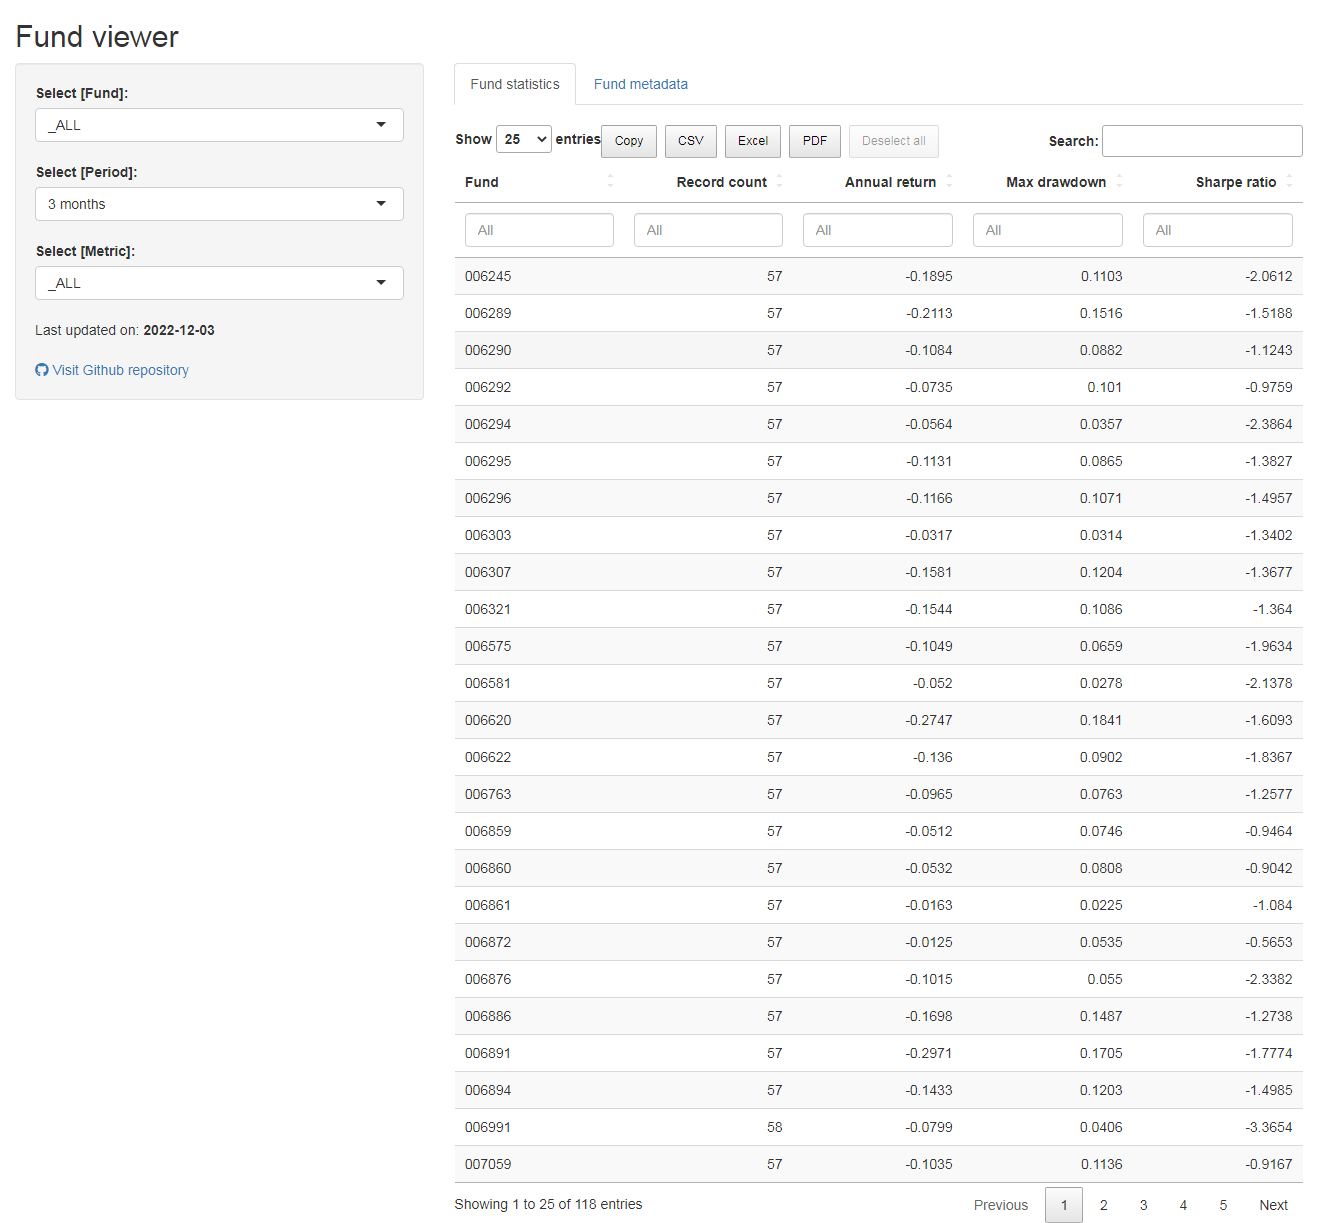 Fund viewer
Select [Fund]:
_ALL
Select [Period]:
3 months
Select [Metric]:
_ALL
Last updated on: 2022-12-03
Visit Github repository
Fund statistics Fund metadata
Show 25 entries Copy CSV Excel PDF Deselect all Search:
Fund Record count Annual return Max drawdown Sharpe ratio
All All All All All
006245 57 -0.1895 0.1103 -2.0612
006289 57 -0.2113 0.1516 -1.5188
006290 57 -0.1084 0.0882 -1.1243
006292 57 -0.0735 0.101 -0.9759
006294 57 -0.0564 0.0357 -2.3864
006295 57 -0.1131 0.0865 -1.3827
006296 57 -0.1166 0.1071 -1.4957
006303 57 -0.0317 0.0314 -1.3402
006307 57 -0.1581 0.1204 -1.3677
006321 57 -0.1544 0.1086 -1.364
006575 57 -0.1049 0.0659 -1.9634
006581 57 -0.052 0.0278 -2.1378
006620 57 -0.2747 0.1841 -1.6093
006622 57 -0.136 0.0902 -1.8367
006763 57 -0.0965 0.0763 -1.2577
006859 57 -0.0512 0.0746 -0.9464
006860 57 -0.0532 0.0808 -0.9042
006861 57 -0.0163 0.0225 -1.084
006872 57 -0.0125 0.0535 -0.5653
006876 57 -0.1015 0.055 -2.3382
006886 57 -0.1698 0.1487 -1.2738
006891 57 -0.2971 0.1705 -1.7774
006894 57 -0.1433 0.1203 -1.4985
006991 58 -0.0799 0.0406 -3.3654
007059 57 -0.1035 0.1136 -0.9167
Showing 1 to 25 of 118 entries Previous 1 2 3 4 5 Next